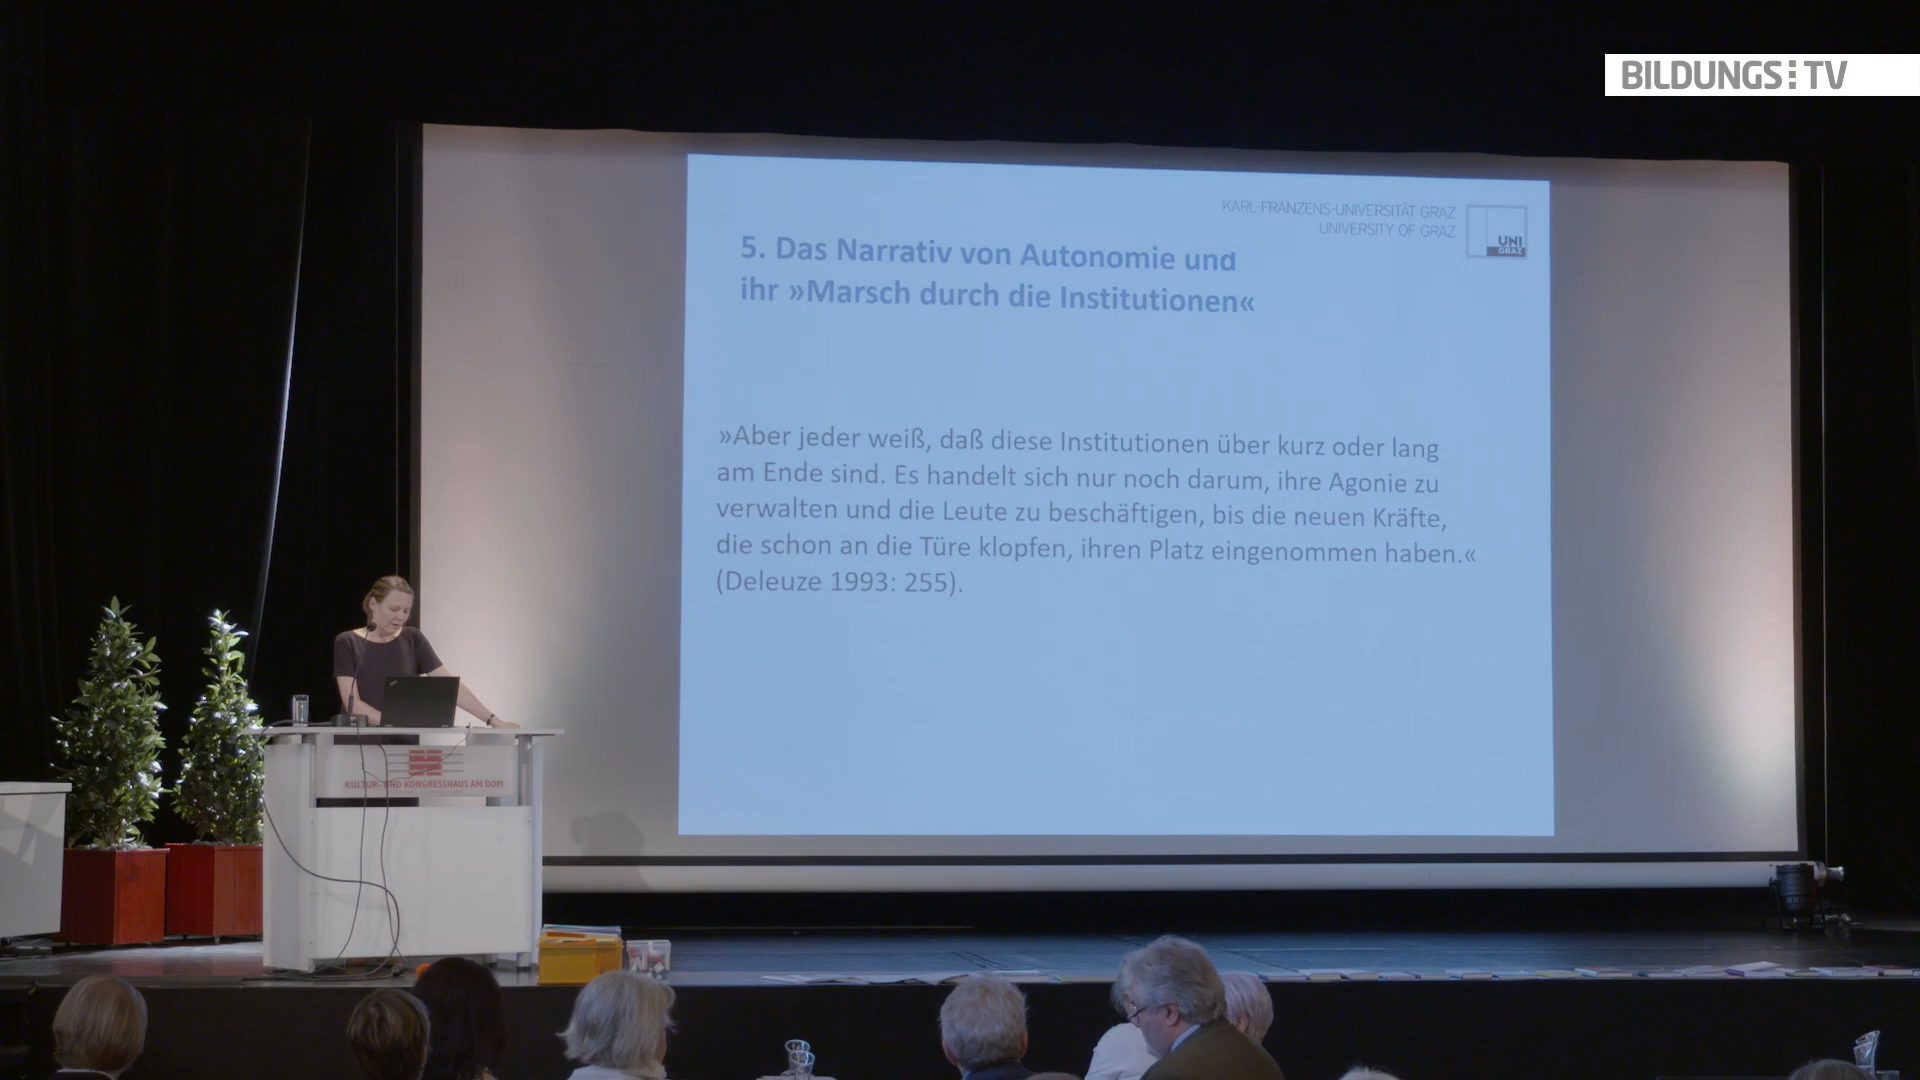 BILDUNGS:TV
KARL-FRANZENS-UNIVERSITÄT GRAZ
UNIVERSITY OF GRAZ
UNI
GRAZ
5. Das Narrativ von Autonomie und
ihr »Marsch durch die Institutionen«
»Aber jeder weiß, daß diese Institutionen über kurz oder lang
am Ende sind. Es handelt sich nur noch darum, ihre Agonie zu
verwalten und die Leute zu beschäftigen, bis die neuen Kräfte,
die schon an die Türe klopfen, ihren Platz eingenommen haben.«
(Deleuze 1993: 255).
KULTUR- UND KONGRESSHAUS AM DOM